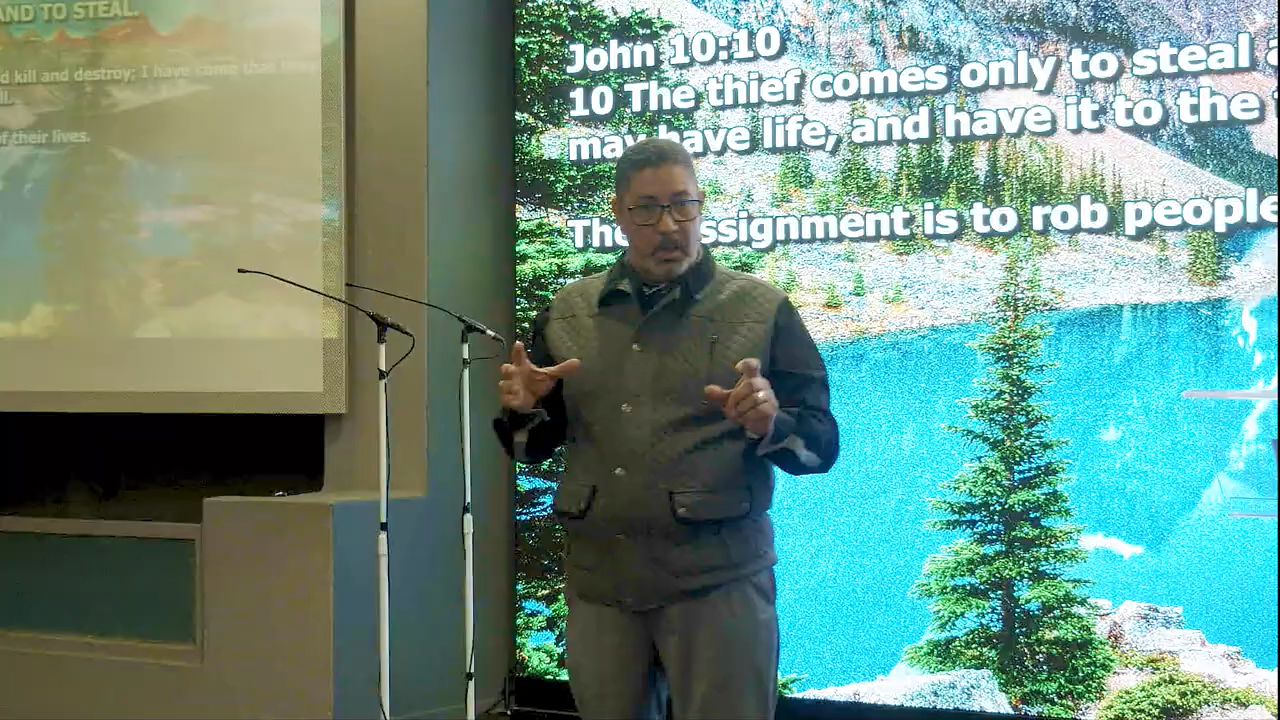 AND TO STEAL.
d kill and destroy; I have come that they
ll.
of their lives.
John 10:10
10 The thief comes only to steal
may have life, and have it to the
The assignment is to rob people